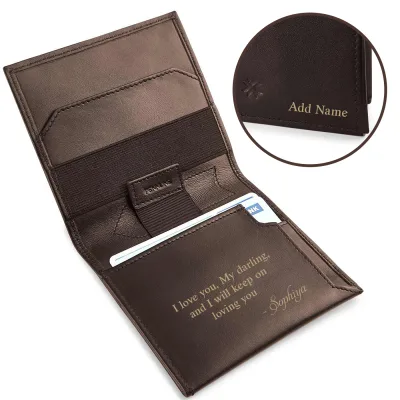 Add Name
I love you, My darling,
and I will keep on
loving you
- Sophiya